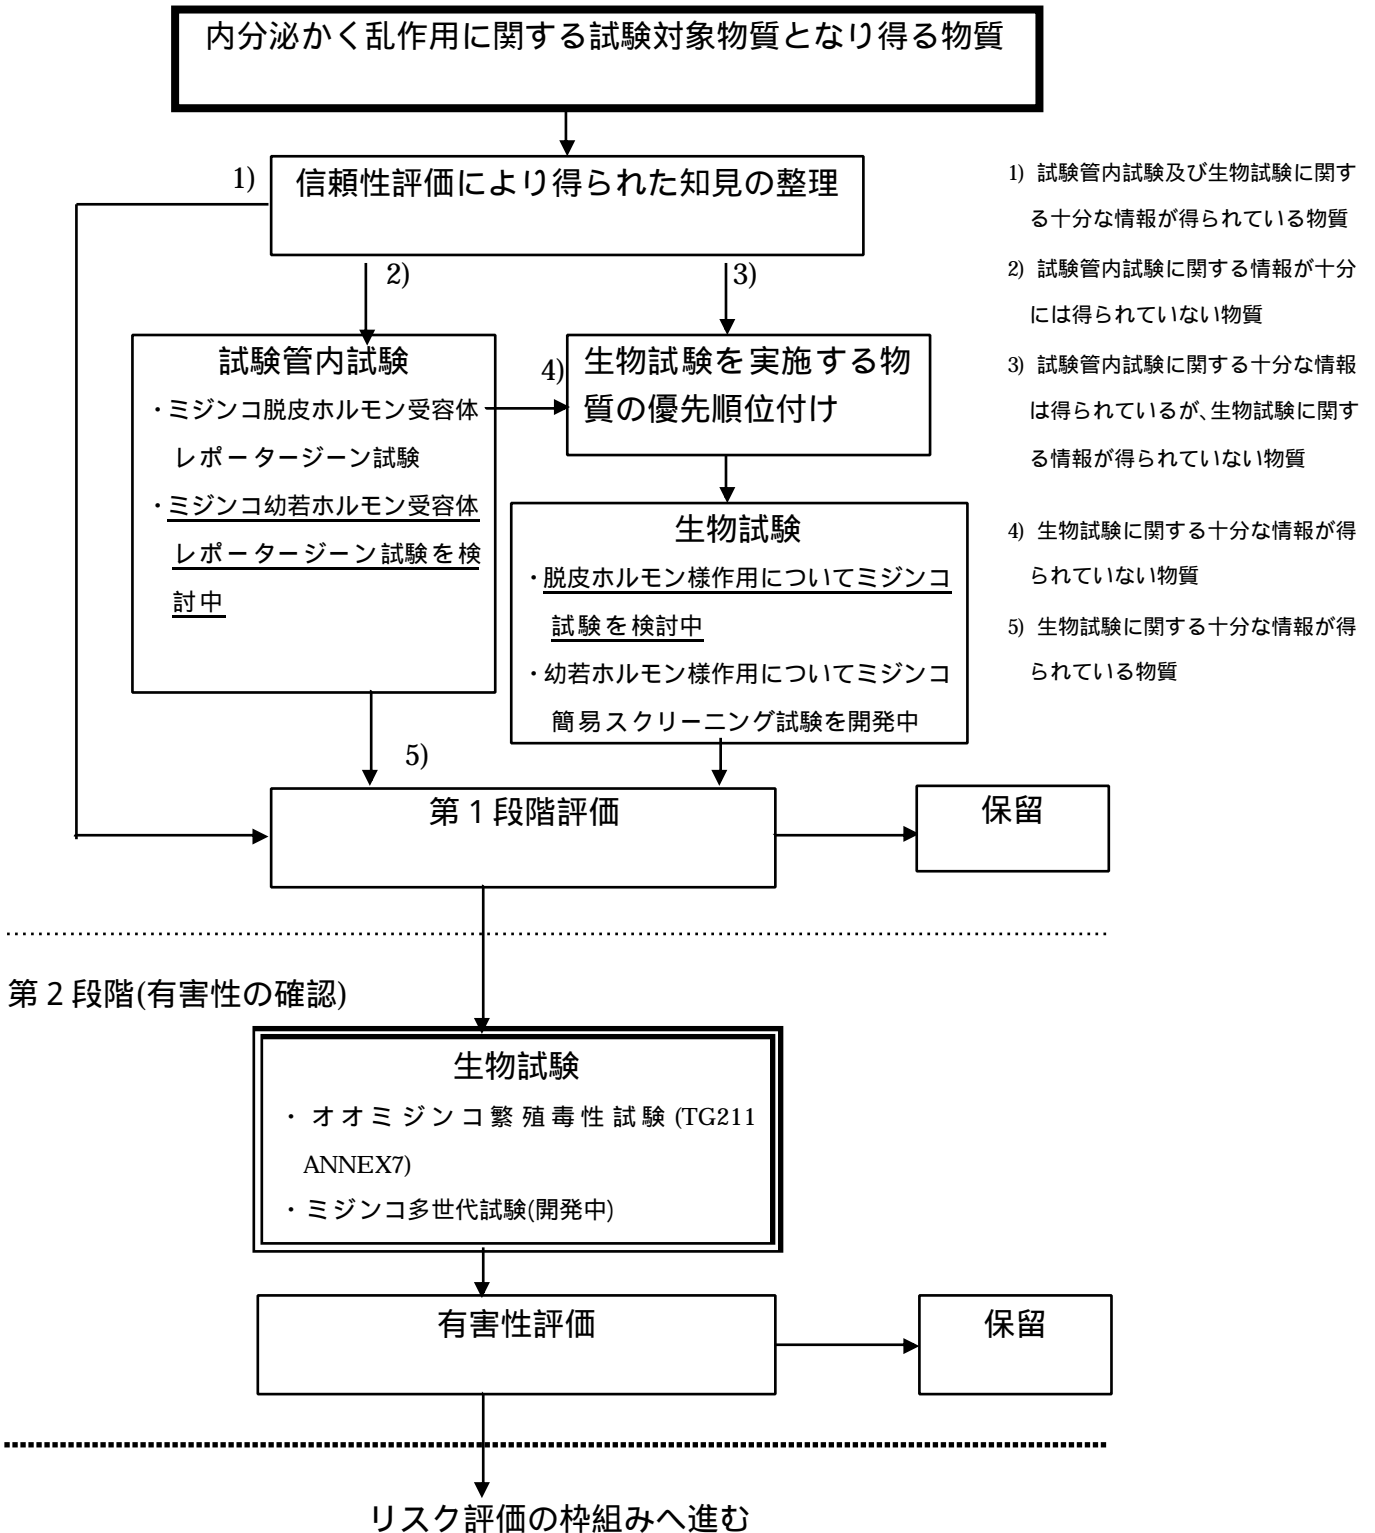 内分泌かく乱作用に関する試験対象物質となり得る物質
1)
信頼性評価により得られた知見の整理
2)
3)
試験管内試験
・ミジンコ脱皮ホルモン受容体
レポータージーン試験
・ミジンコ幼若ホルモン受容体
レポータージーン試験を検
討中
4)
生物試験を実施する物
質の優先順位付け
生物試験
・脱皮ホルモン様作用についてミジンコ
試験を検討中
・幼若ホルモン様作用についてミジンコ
簡易スクリーニング試験を開発中
5)
第1段階評価
保留
1) 試験管内試験及び生物試験に関す
る十分な情報が得られている物質
2) 試験管内試験に関する情報が十分
には得られていない物質
3) 試験管内試験に関する十分な情報
は得られているが、生物試験に関す
る情報が得られていない物質
4) 生物試験に関する十分な情報が得
られていない物質
5) 生物試験に関する十分な情報が得
られている物質
第2段階(有害性の確認)
生物試験
・オオミジンコ繁殖毒性試験(TG211
ANNEX7)
・ミジンコ多世代試験(開発中)
有害性評価
保留
リスク評価の枠組みへ進む